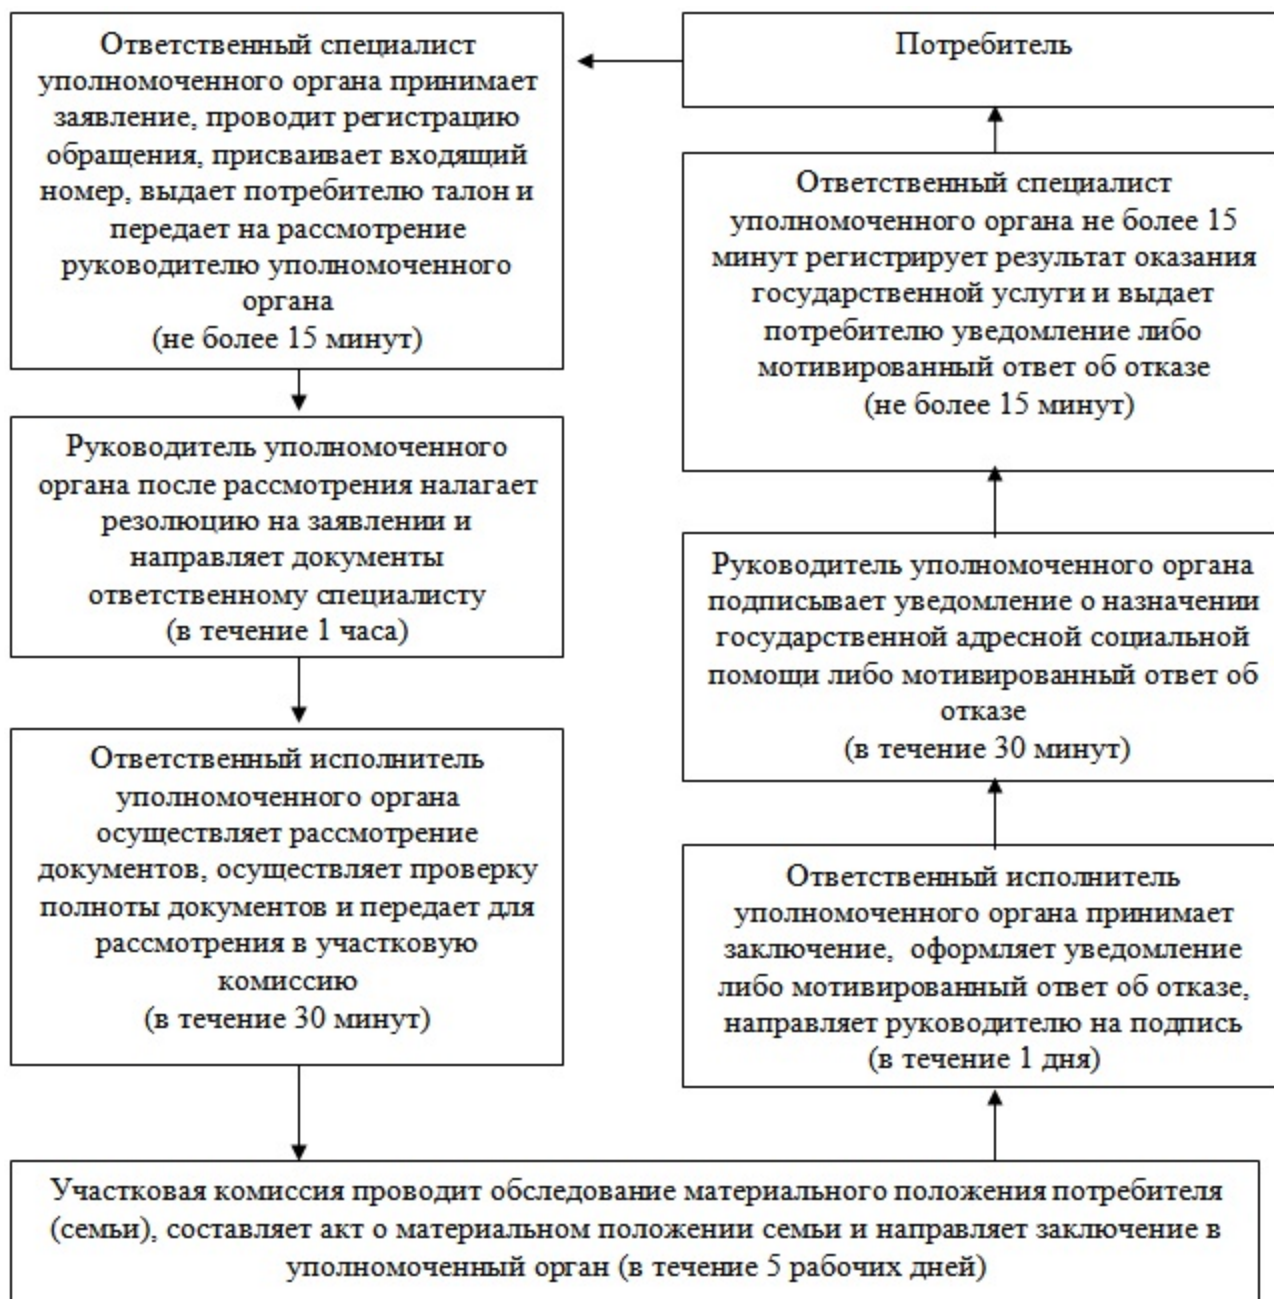 Потребитель
Ответственный специалист
уполномоченного органа принимает
заявление, проводит регистрацию
обращения, присваивает входящий
номер, выдает потребителю талон и
передает на рассмотрение
руководителю уполномоченного
органа
(не более 15 минут)
Руководитель уполномоченного
органа после рассмотрения налагает
резолюцию на заявлении и
направляет документы
ответственному специалисту
(в течение 1 часа)
Ответственный исполнитель
уполномоченного органа
осуществляет рассмотрение
документов, осуществляет проверку
полноты документов и передает для
рассмотрения в участковую
комиссию
(в течение 30 минут)
Участковая комиссия проводит обследование материального положения потребителя
(семьи), составляет акт о материальном положении семьи и направляет заключение в
уполномоченный орган (в течение 5 рабочих дней)
Ответственный исполнитель
уполномоченного органа принимает
заключение, оформляет уведомление
либо мотивированный ответ об отказе,
направляет руководителю на подпись
(в течение 1 дня)
Руководитель уполномоченного органа
подписывает уведомление о назначении
государственной адресной социальной
помощи либо мотивированный ответ об
отказе
(в течение 30 минут)
Ответственный специалист
уполномоченного органа не более 15
минут регистрирует результат оказания
государственной услуги и выдает
потребителю уведомление либо
мотивированный ответ об отказе
(не более 15 минут)